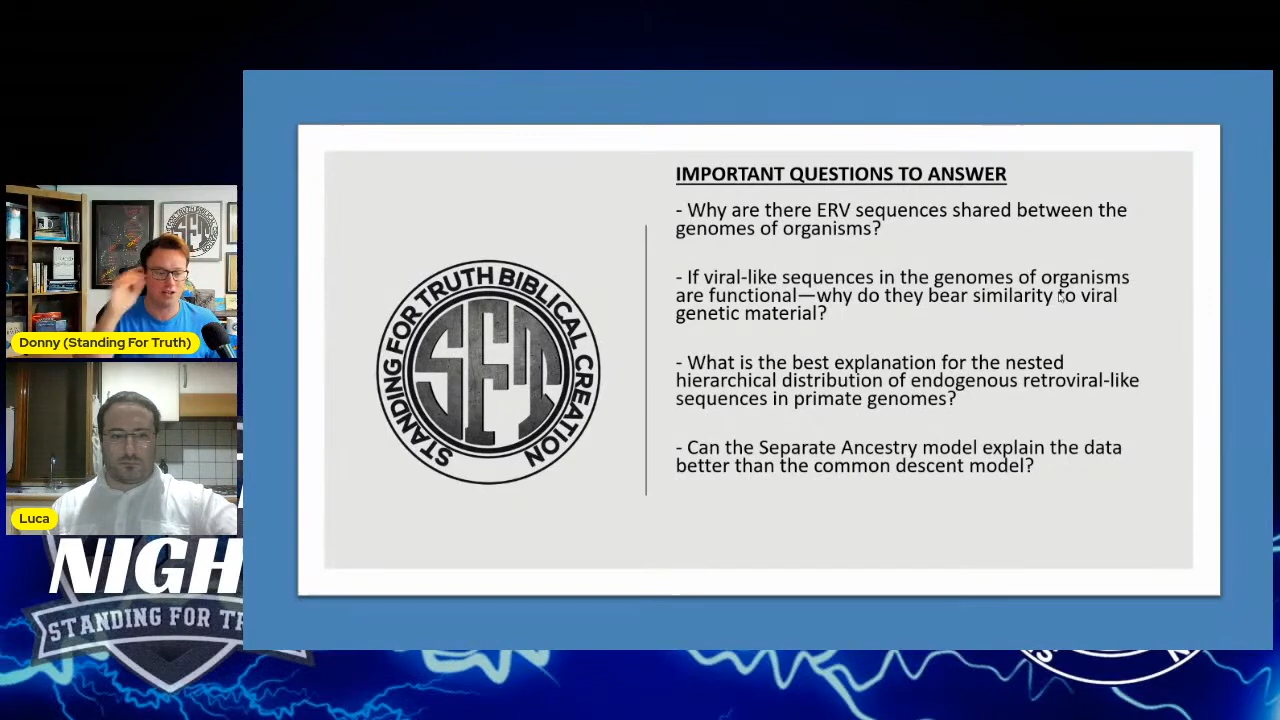 IMPORTANT QUESTIONS TO ANSWER
- Why are there ERV sequences shared between the
genomes of organisms?
- If viral-like sequences in the genomes of organisms
are functional—why do they bear similarity to viral
genetic material?
- What is the best explanation for the nested
hierarchical distribution of endogenous retroviral-like
sequences in primate genomes?
- Can the Separate Ancestry model explain the data
better than the common descent model?
STANDING FOR TRUTH BIBLICAL CREATION
SFT
SFT
Donny (Standing For Truth)
Luca
NIGH
STANDING FOR TR